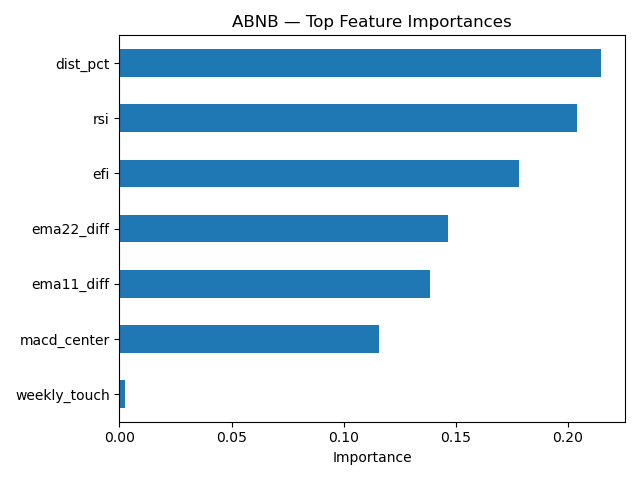 ABNB — Top Feature Importances
dist_pct
rsi
efi
ema22_diff
ema11_diff
macd_center
weekly_touch
0.00 0.05 0.10 0.15 0.20
Importance